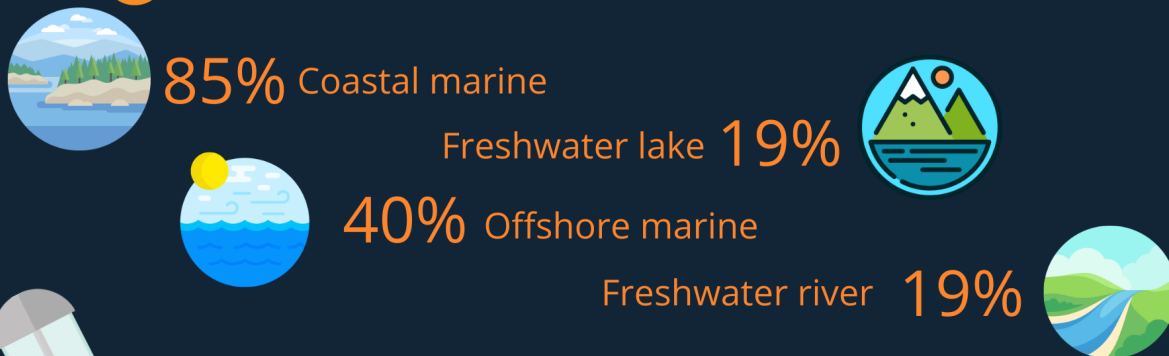 85% Coastal marine
Freshwater lake 19%
40% Offshore marine
Freshwater river 19%